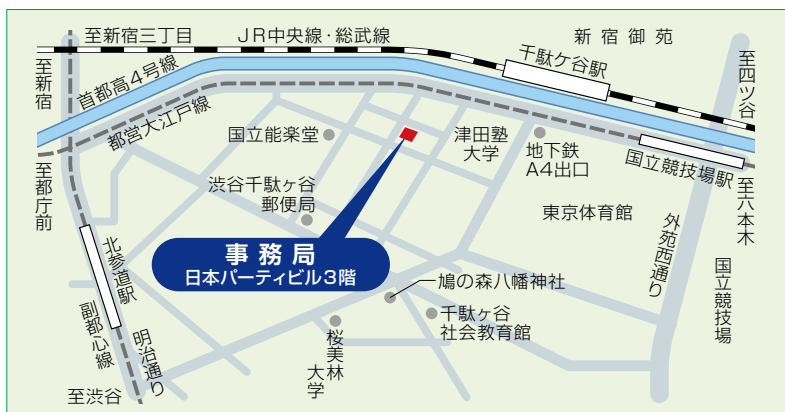 至新宿三丁目
JR中央線・総武線
新宿御苑
千駄ケ谷駅
至四ツ谷
至新宿
首都高4号線
都営大江戸線
国立能楽堂
津田塾
大学
地下鉄
A4出口
国立競技場駅
至都庁前
渋谷千駄ヶ谷
郵便局
東京体育館
至六本木
外苑西通り
国立競技場
事務局
日本パーティビル3階
北参道駅
副都心線
明治通り
鳩の森八幡神社
千駄ヶ谷
社会教育館
桜美林
大学
至渋谷